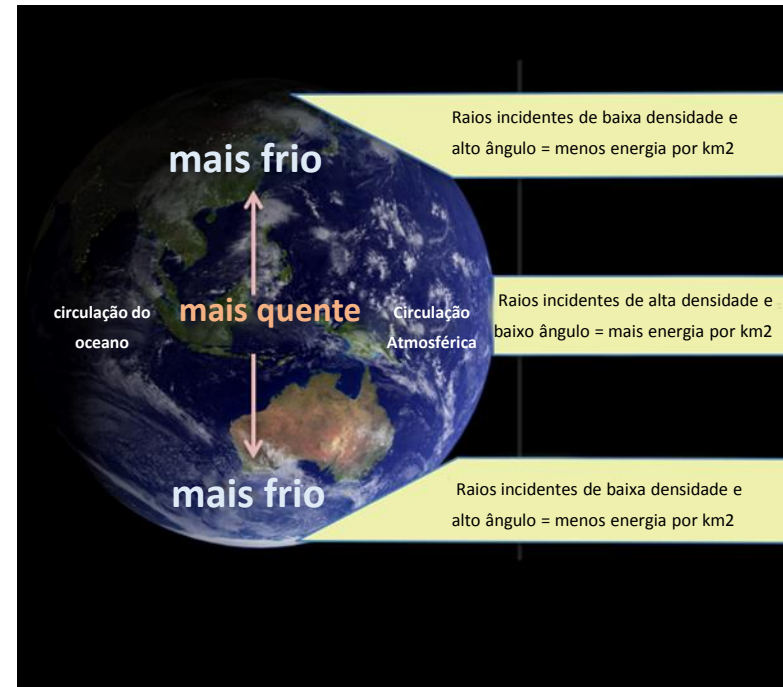 Raios incidentes de baixa densidade e
alto ângulo = menos energia por km2
mais frio
circulação do
oceano
mais quente
Circulação
Atmosférica
Raios incidentes de alta densidade e
baixo ângulo = mais energia por km2
mais frio
Raios incidentes de baixa densidade e
alto ângulo = menos energia por km2